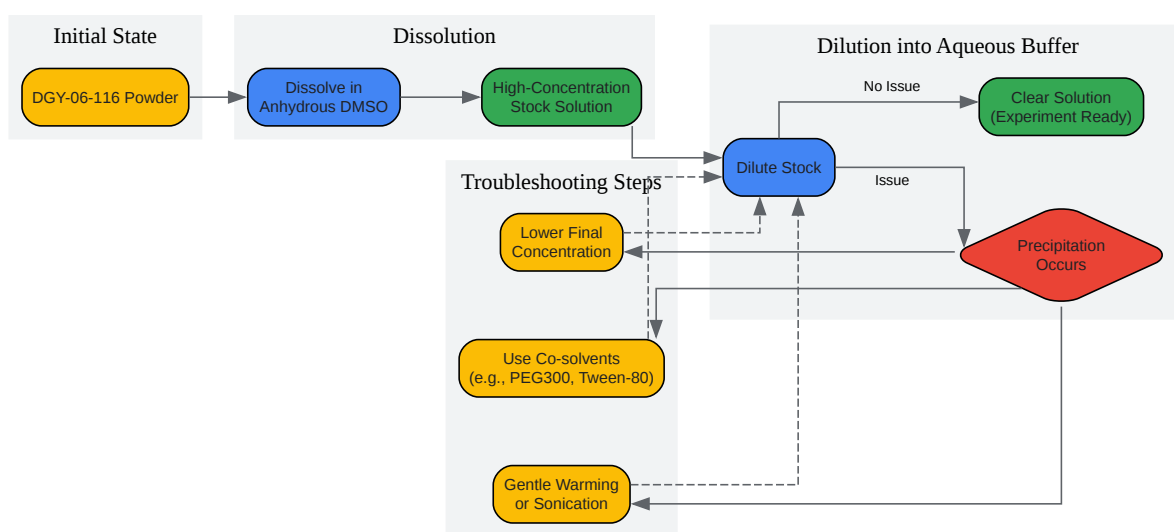 Initial State
DGY-06-116 Powder
Dissolution
Dissolve in
Anhydrous DMSO
High-Concentration
Stock Solution
Dilution into Aqueous Buffer
No Issue
Clear Solution
(Experiment Ready)
Dilute Stock
Issue
Precipitation
Occurs
Troubleshooting Steps
Lower Final
Concentration
Use Co-solvents
(e.g., PEG300, Tween-80)
Gentle Warming
or Sonication